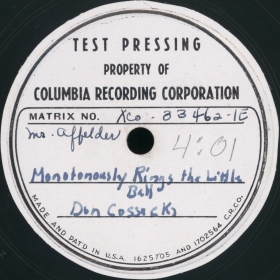 TEST PRESSING
PROPERTY OF
COLUMBIA RECORDING CORPORATION
MATRIX NO. XCO-33462-1E
Mr. Affelder
4:01
Monotonously Rings the Little
Bell
Don Cossacks
MADE AND PAT'D IN U.S.A. 1625705 AND 1702564 C.R.CO.